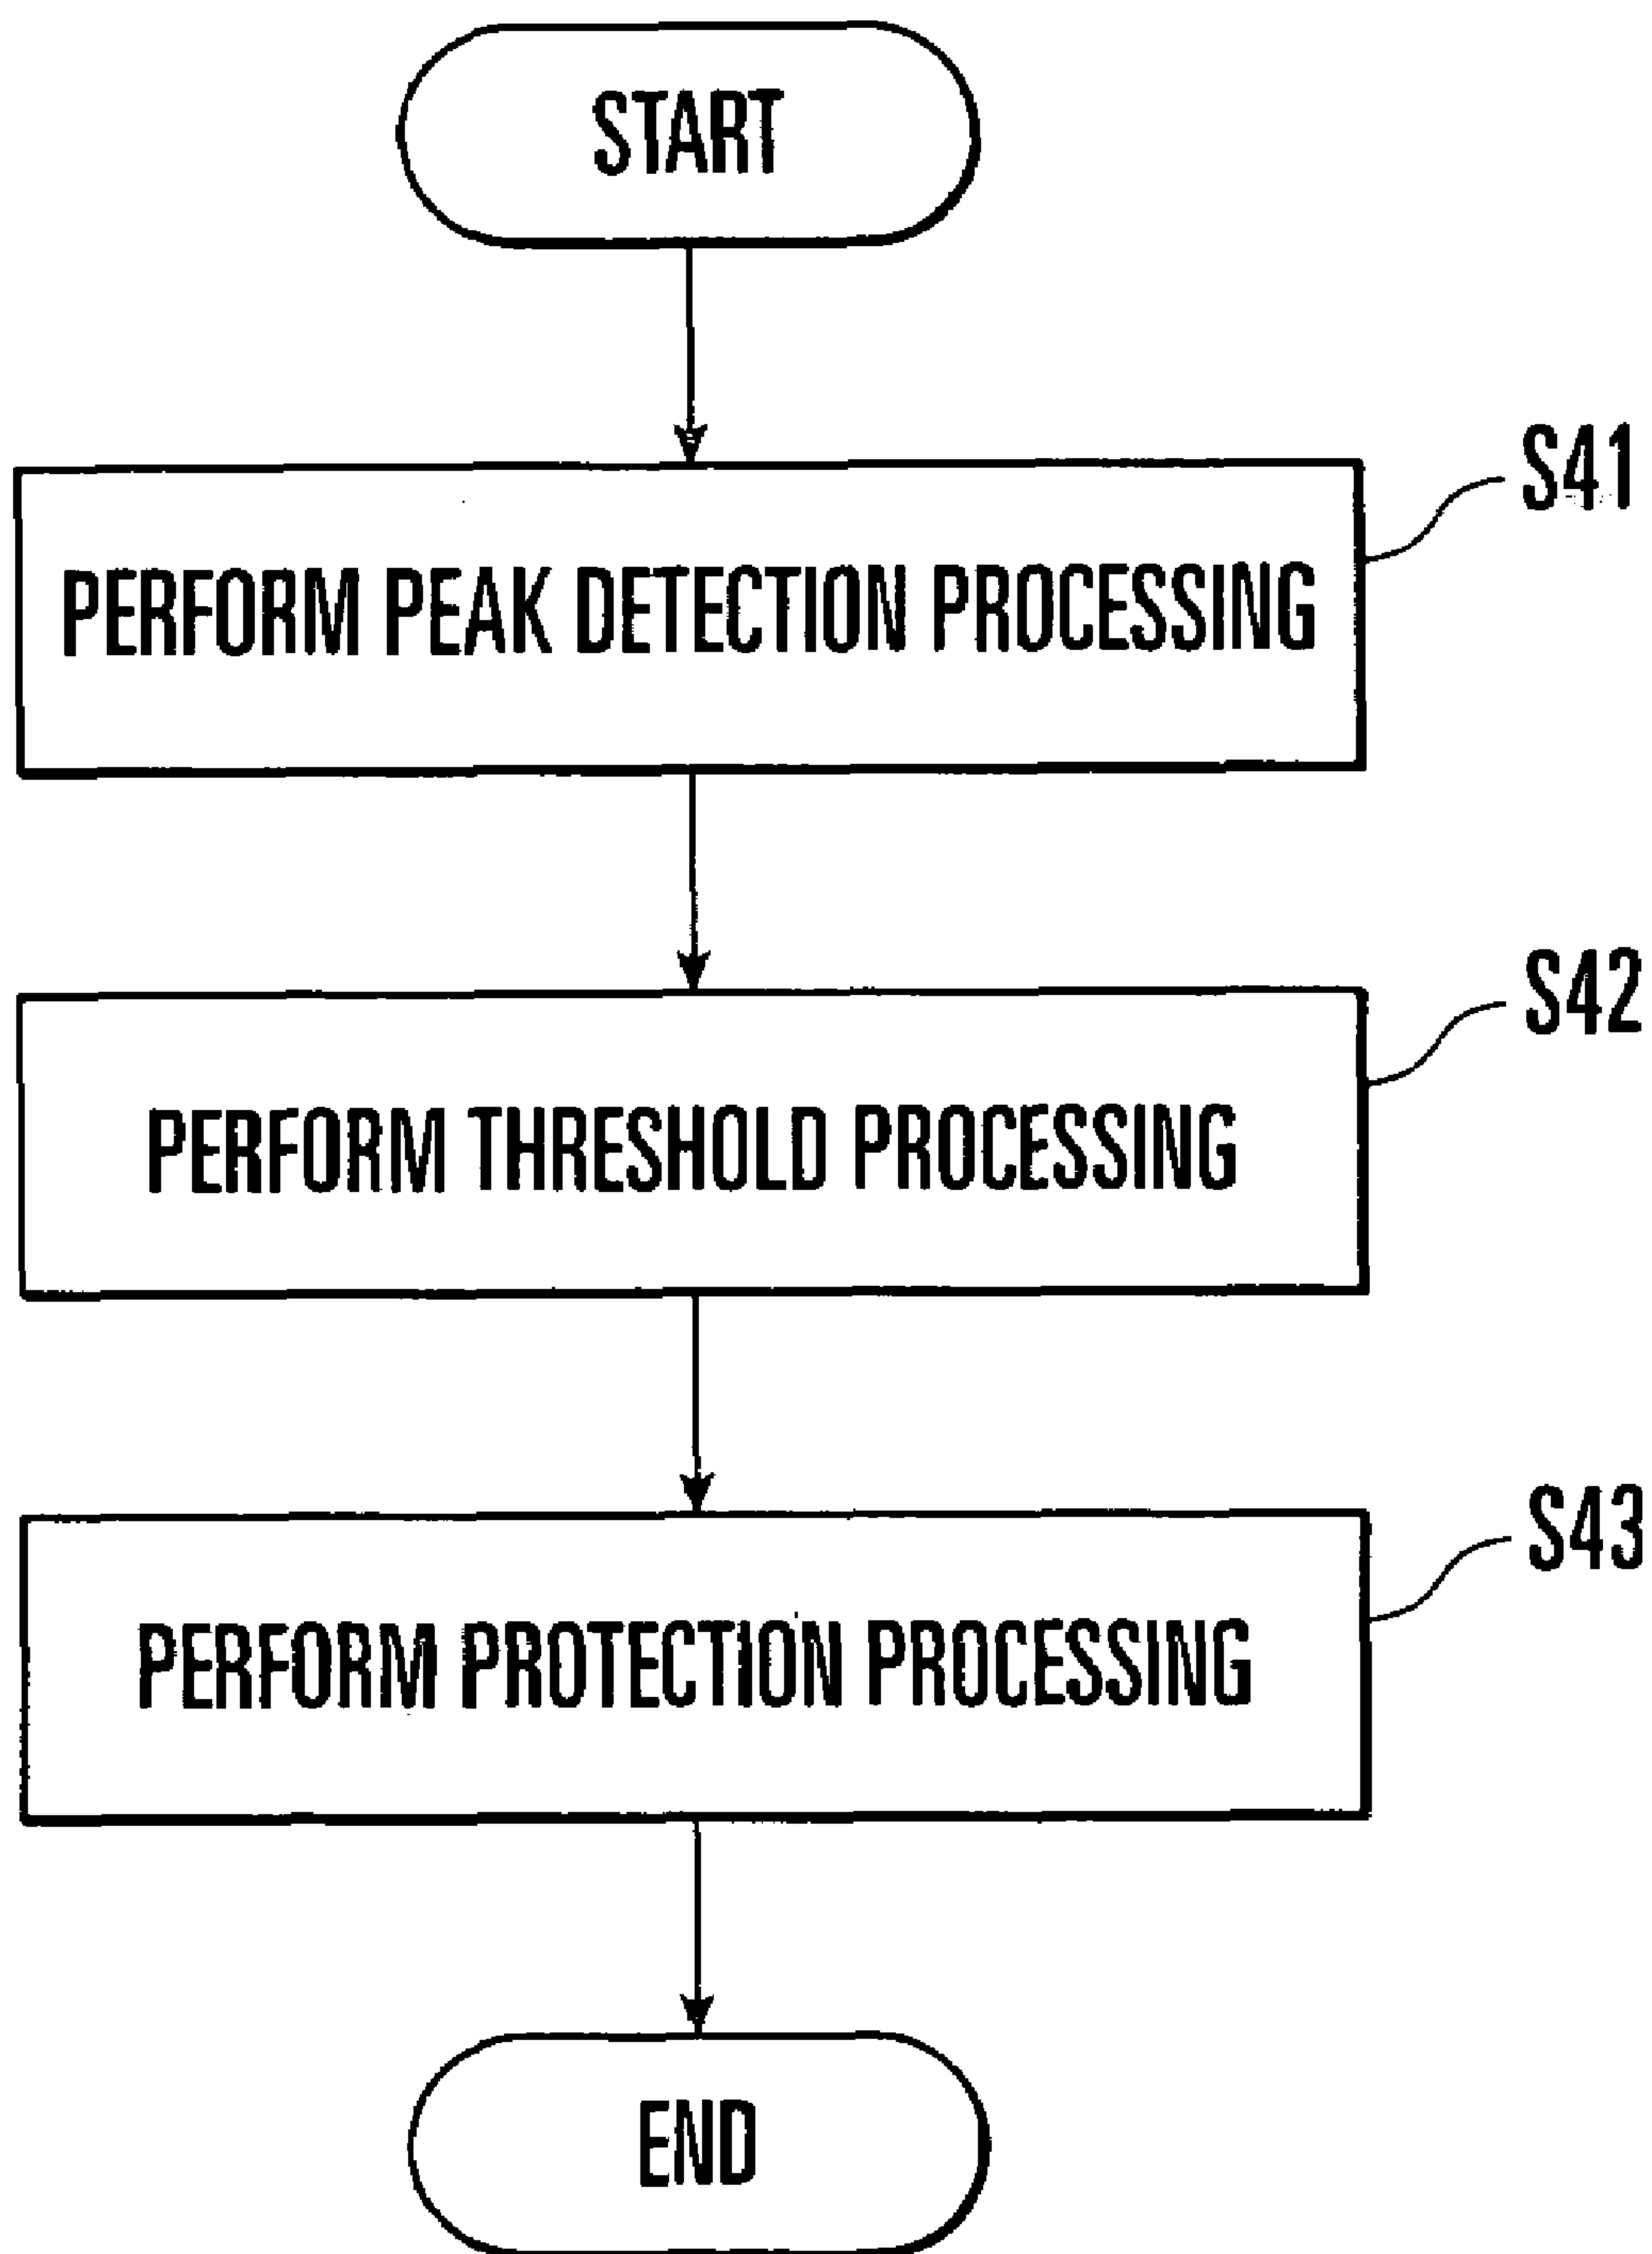 START
S41
PERFORM PEAK DETECTION PROCESSING
S42
PERFORM THRESHOLD PROCESSING
S43
PERFORM PROTECTION PROCESSING
END